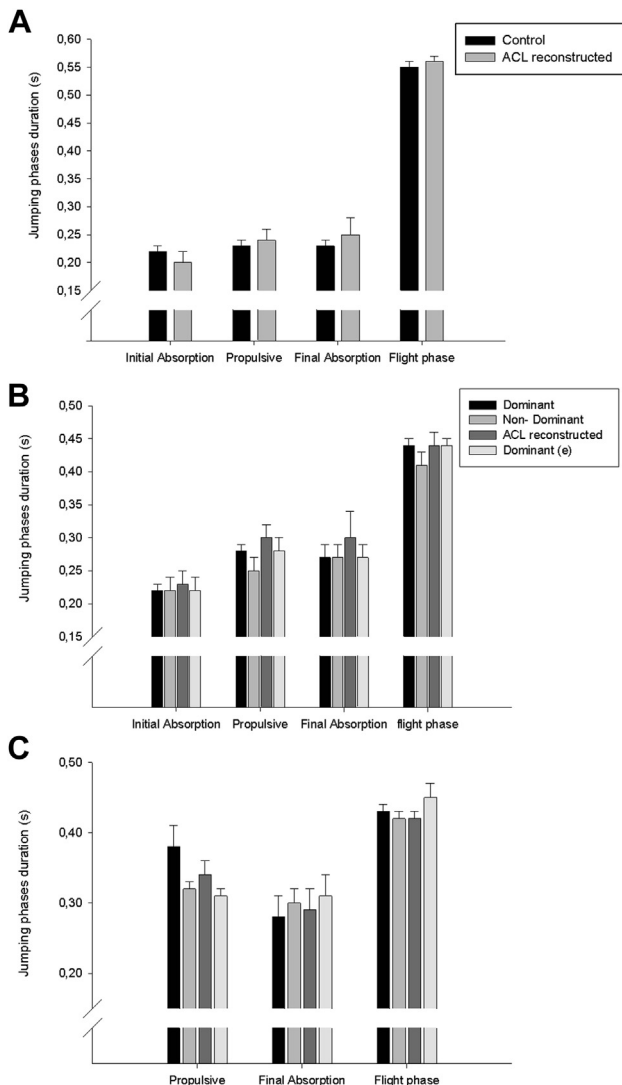 A
Control
ACL reconstructed
Jumping phases duration (s)
0,60
0,55
0,50
0,45
0,40
0,35
0,30
0,25
0,20
0,15
Initial Absorption Propulsive Final Absorption Flight phase
B
Dominant
Non- Dominant
ACL reconstructed
Dominant (e)
Jumping phases duration (s)
0,50
0,45
0,40
0,35
0,30
0,25
0,20
0,15
Initial Absorption Propulsive Final Absorption flight phase
C
Jumping phases duration (s)
0,50
0,40
0,30
0,20
Propulsive Final Absorption Flight phase